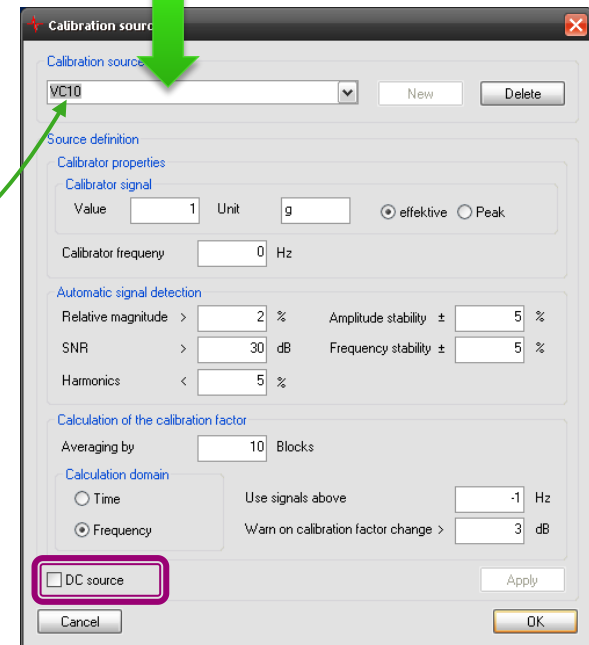 Calibration sourc
Calibration source
VC10 New Delete
Source definition
Calibrator properties
Calibrator signal
Value 1 Unit g effektive Peak
Calibrator frequeny 0 Hz
Automatic signal detection
Relative magnitude > 2 % Amplitude stability ± 5 %
SNR > 30 dB Frequency stability ± 5 %
Harmonics < 5 %
Calculation of the calibration factor
Averaging by 10 Blocks
Calculation domain
Time Use signals above -1 Hz
Frequency Warn on calibration factor change > 3 dB
DC source Apply
Cancel OK